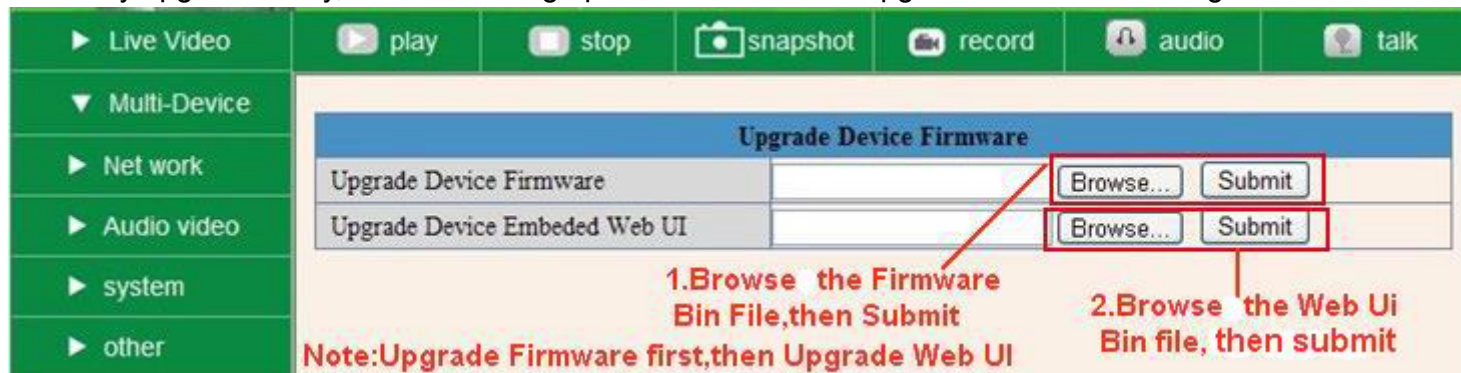 Live Video
play
stop
snapshot
record
audio
talk
Multi-Device
Net work
Audio video
system
other
Upgrade Device Firmware
Upgrade Device Firmware
Browse...
Submit
Upgrade Device Embeded Web UI
Browse...
Submit
1.Browse the Firmware
Bin File,then Submit
2.Browse the Web Ui
Bin file, then submit
Note:Upgrade Firmware first,then Upgrade Web UI